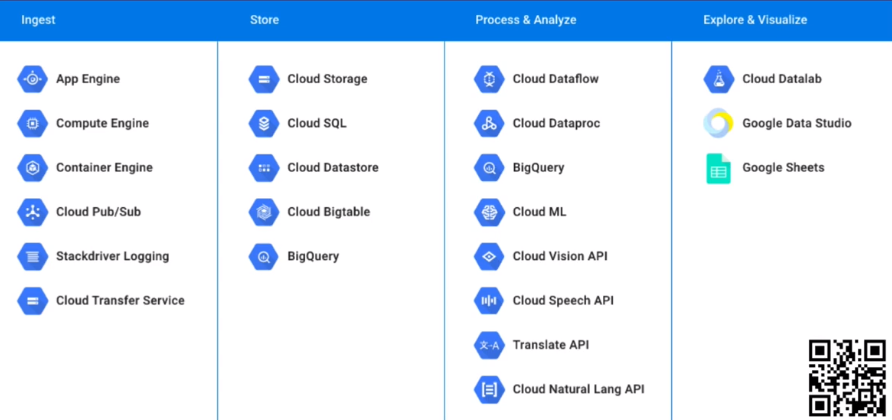 Ingest
Store
Process & Analyze
Explore & Visualize
App Engine
Compute Engine
Container Engine
Cloud Pub/Sub
Stackdriver Logging
Cloud Transfer Service
Cloud Storage
Cloud SQL
Cloud Datastore
Cloud Bigtable
BigQuery
Cloud Dataflow
Cloud Dataproc
BigQuery
Cloud ML
Cloud Vision API
Cloud Speech API
文-A
Translate API
Cloud Natural Lang API
Cloud Datalab
Google Data Studio
Google Sheets